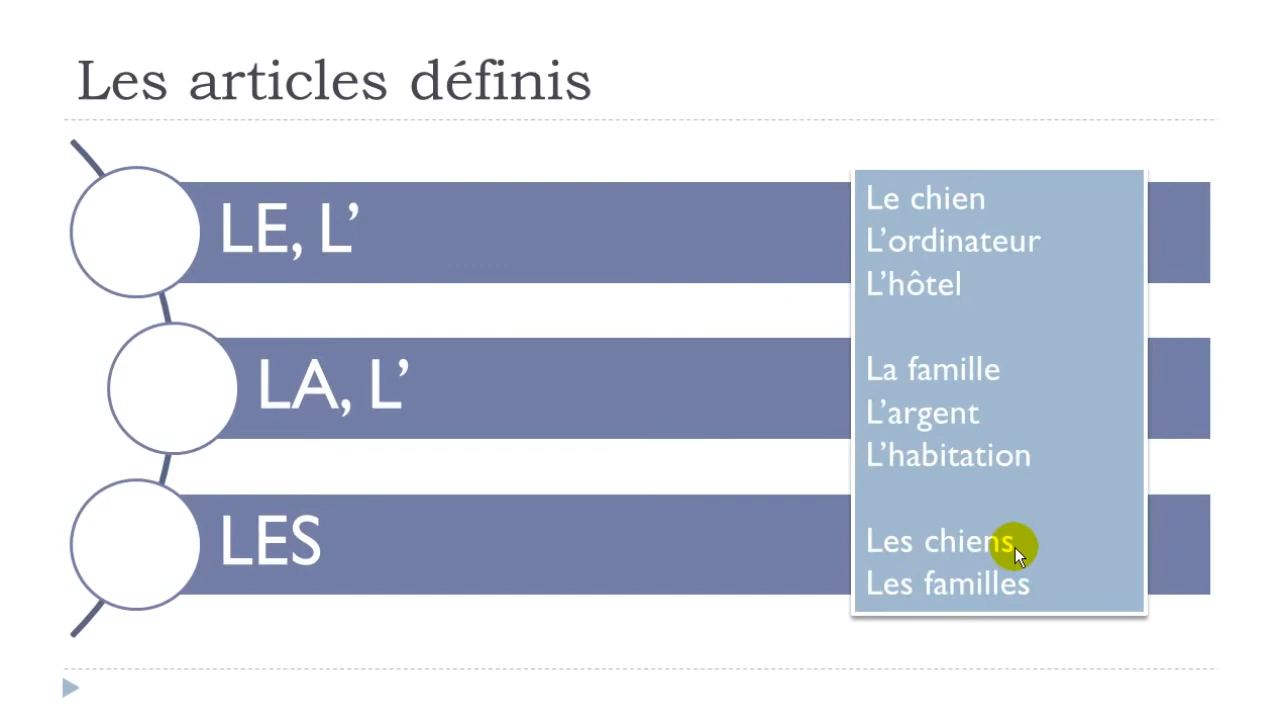 Les articles définis
LE, L’
LA, L’
LES
Le chien
L’ordinateur
L’hôtel
La famille
L’argent
L’habitation
Les chiens
Les familles